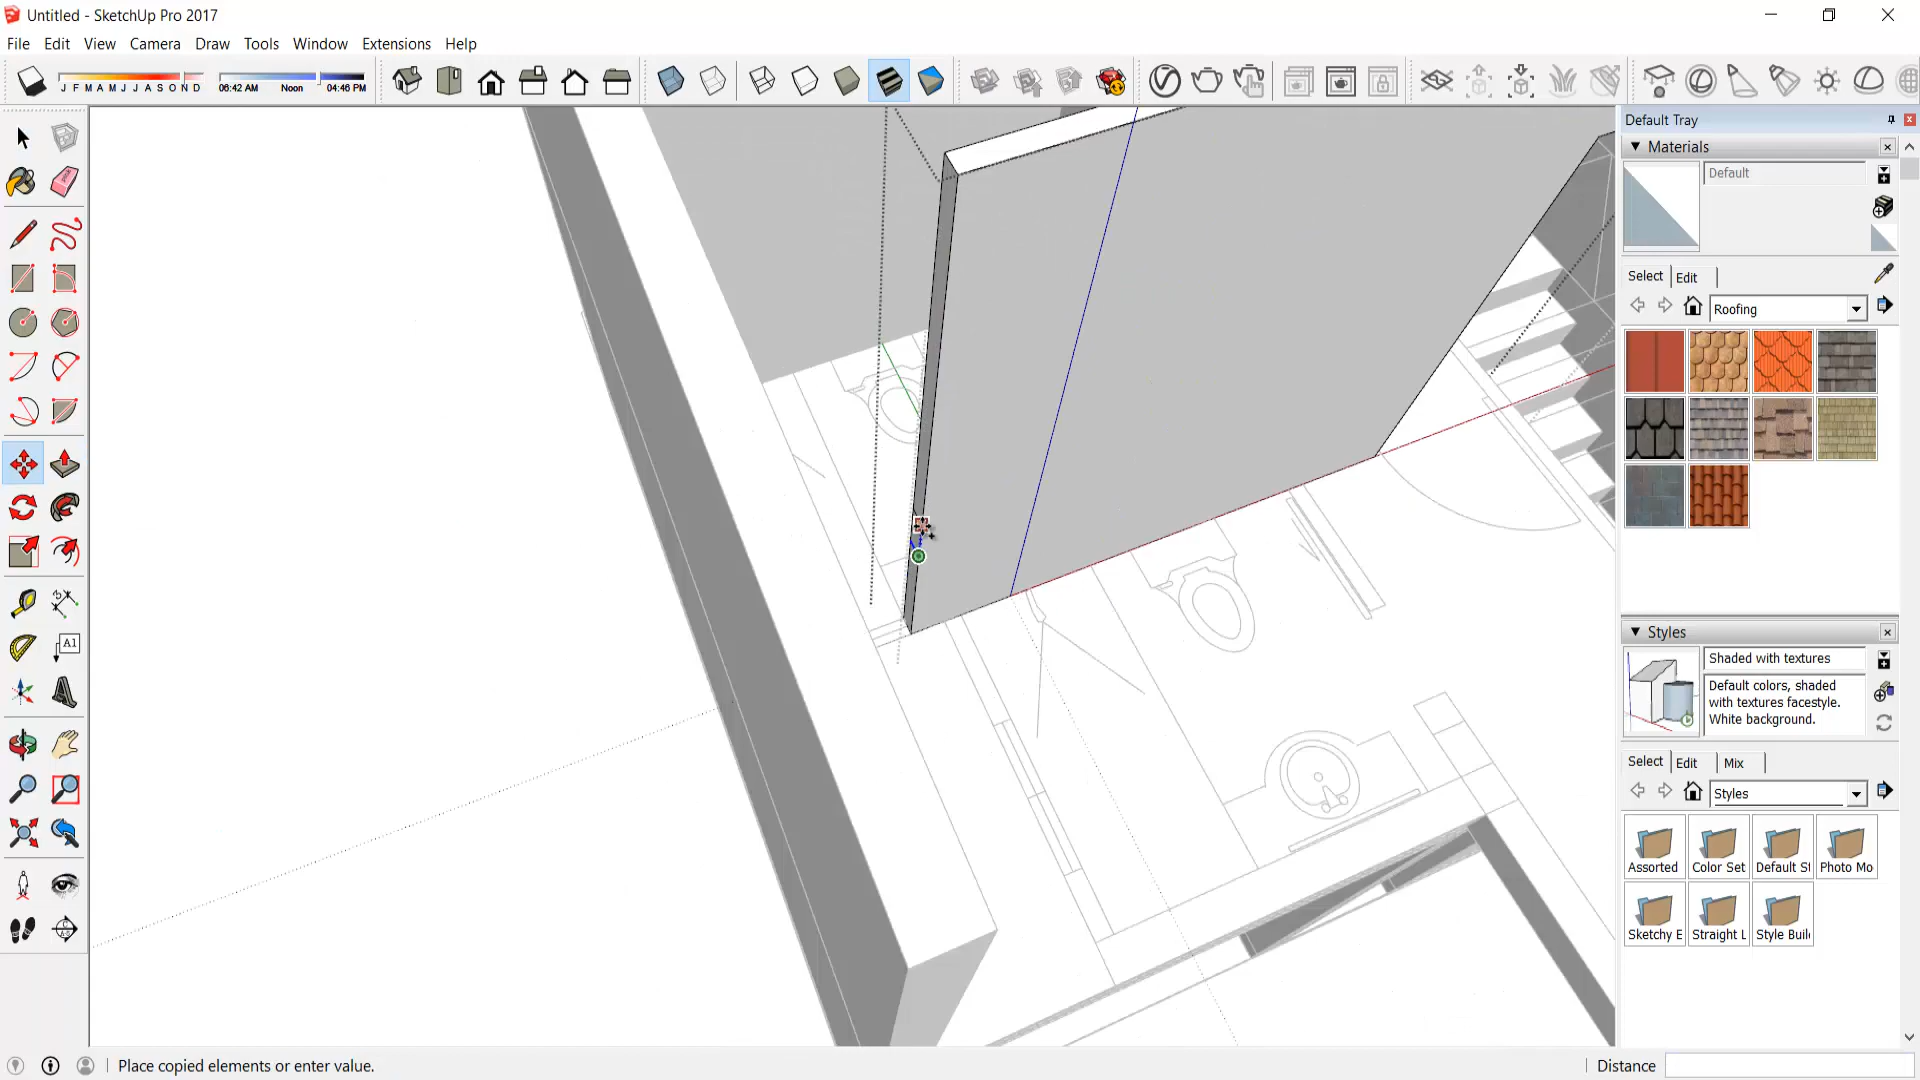 Untitled - SketchUp Pro 2017
File Edit View Camera Draw Tools Window Extensions Help
J F M A M J J A S O N D
06:42 AM Noon 04:46 PM
Default Tray
Materials
Default
Select Edit
Roofing
A1
Styles
Shaded with textures
Default colors, shaded
with textures facestyle.
White background.
Select Edit Mix
Styles
Assorted Color Set Default St Photo Mo
Sketchy E Straight L Style Buil
Place copied elements or enter value.
Distance